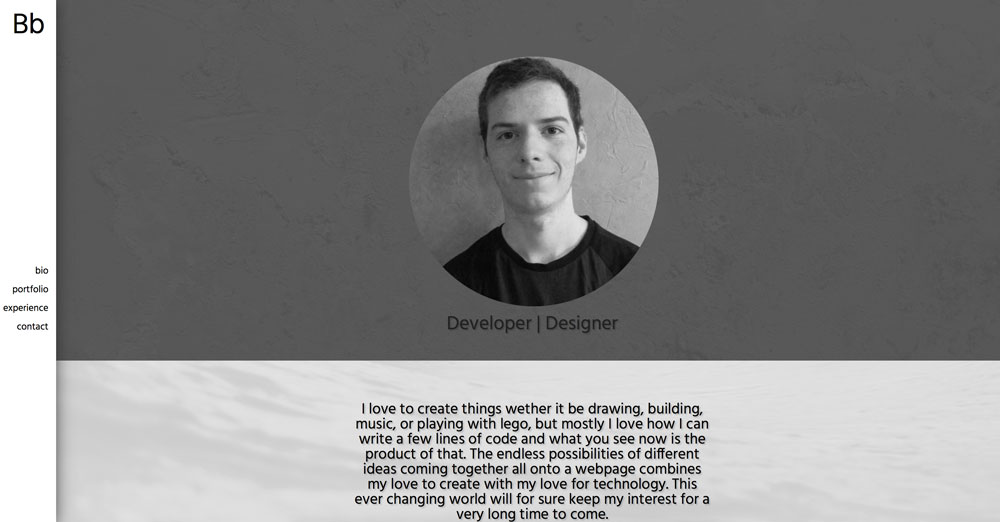 Bb
bio
portfolio
experience
contact
Developer | Designer
I love to create things wether it be drawing, building,
music, or playing with lego, but mostly I love how I can
write a few lines of code and what you see now is the
product of that. The endless possibilities of different
ideas coming together all onto a webpage combines
my love to create with my love for technology. This
ever changing world will for sure keep my interest for a
very long time to come.